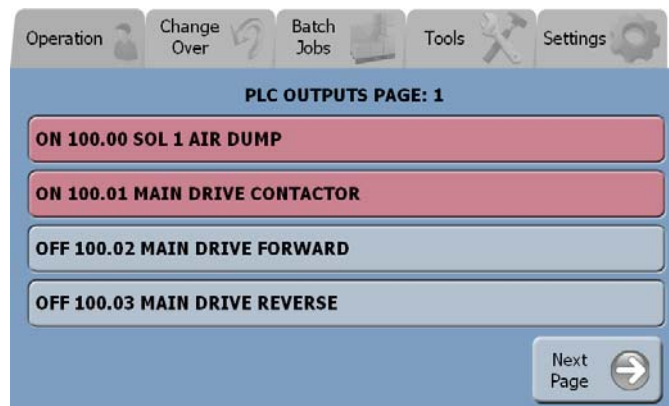 Operation
Change
Over
Batch
Jobs
Tools
Settings
PLC OUTPUTS PAGE: 1
ON 100.00 SOL 1 AIR DUMP
ON 100.01 MAIN DRIVE CONTACTOR
OFF 100.02 MAIN DRIVE FORWARD
OFF 100.03 MAIN DRIVE REVERSE
Next
Page